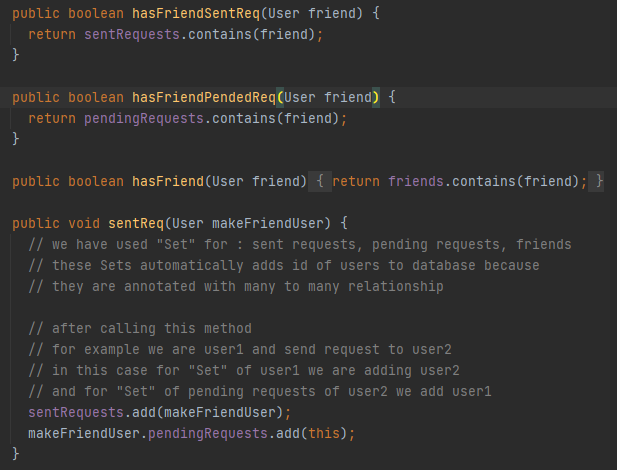 public boolean hasFriendSentReq(User friend) {
return sentRequests.contains(friend);
}
public boolean hasFriendPendedReq(User friend) {
return pendingRequests.contains(friend);
}
public boolean hasFriend(User friend) { return friends.contains(friend); }
public void sentReq(User makeFriendUser) {
// we have used "Set" for : sent requests, pending requests, friends
// these Sets automatically adds id of users to database because
// they are annotated with many to many relationship
// after calling this method
// for example we are user1 and send request to user2
// in this case for "Set" of user1 we are adding user2
// and for "Set" of pending requests of user2 we add user1
sentRequests.add(makeFriendUser);
makeFriendUser.pendingRequests.add(this);
}